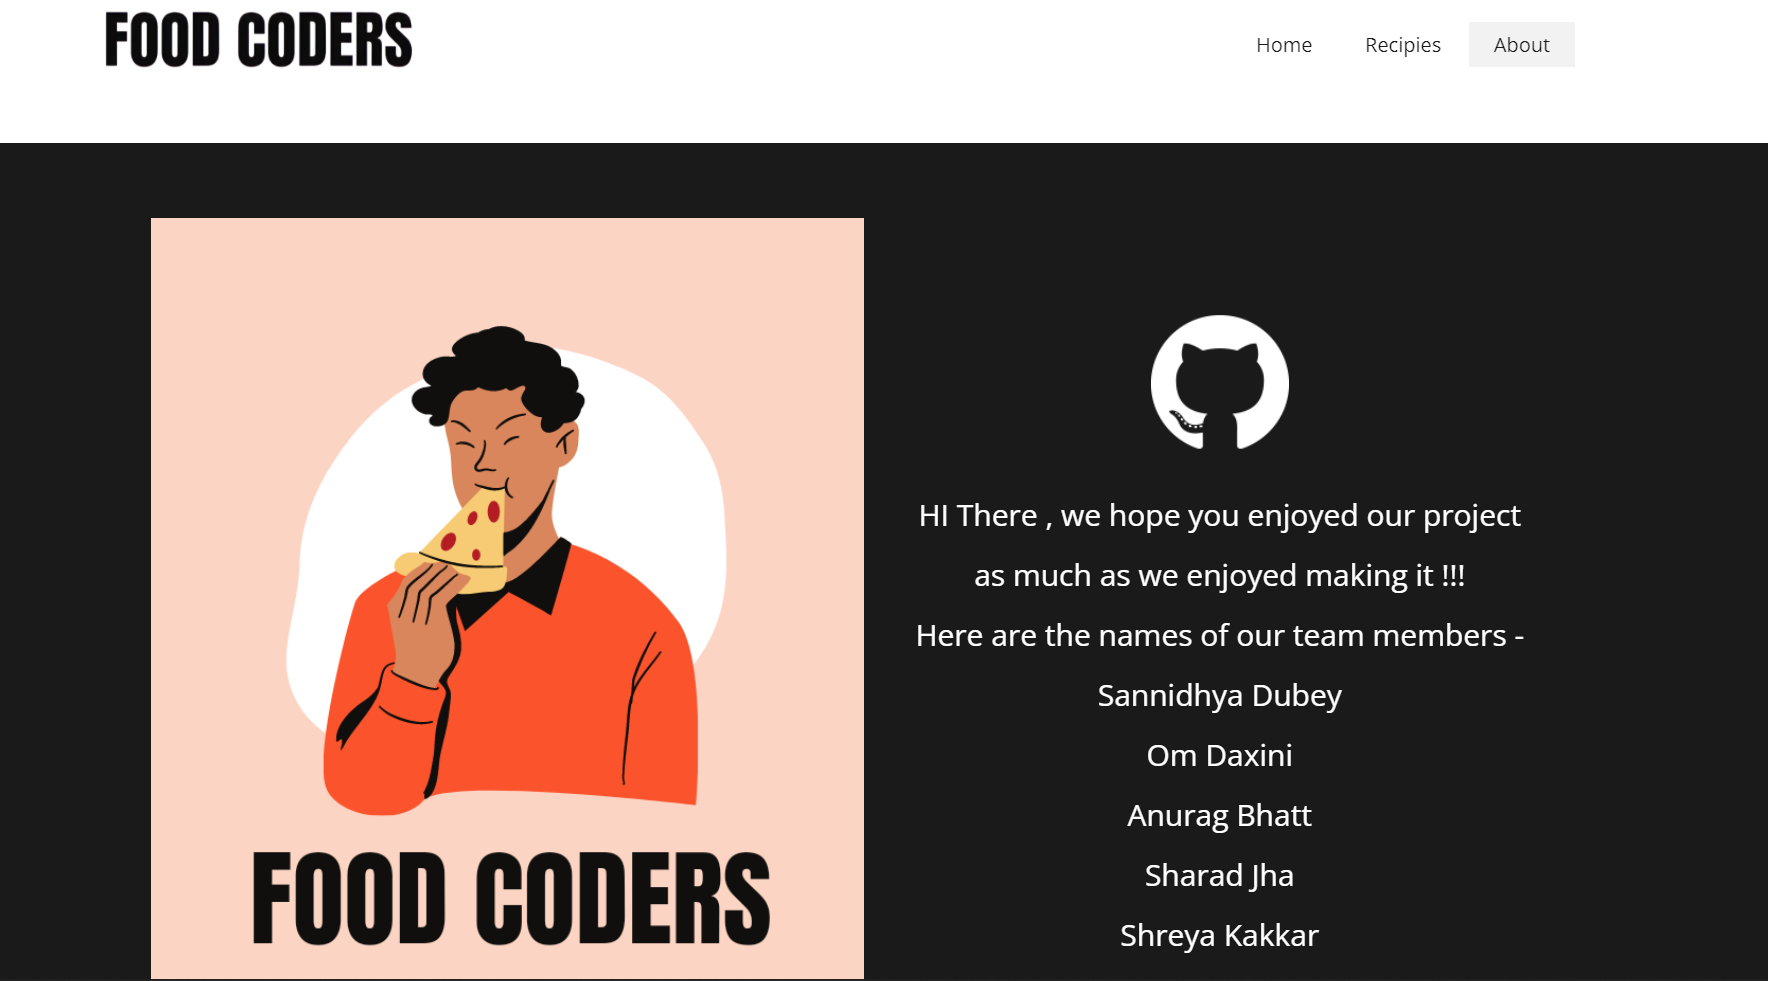 FOOD CODERS
Home Recipies About
HI There , we hope you enjoyed our project
as much as we enjoyed making it !!!
Here are the names of our team members -
Sannidhya Dubey
Om Daxini
Anurag Bhatt
Sharad Jha
Shreya Kakkar
FOOD CODERS